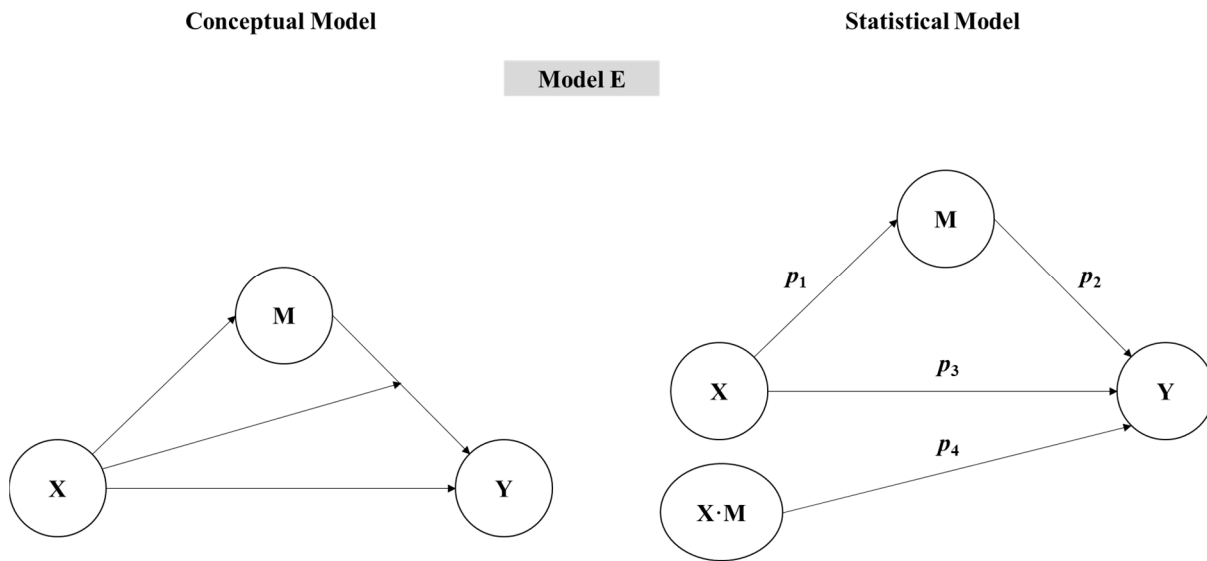 Conceptual Model
Statistical Model
Model E
M
X
Y
M
p₁
p₂
X
p₃
Y
p₄
X·M